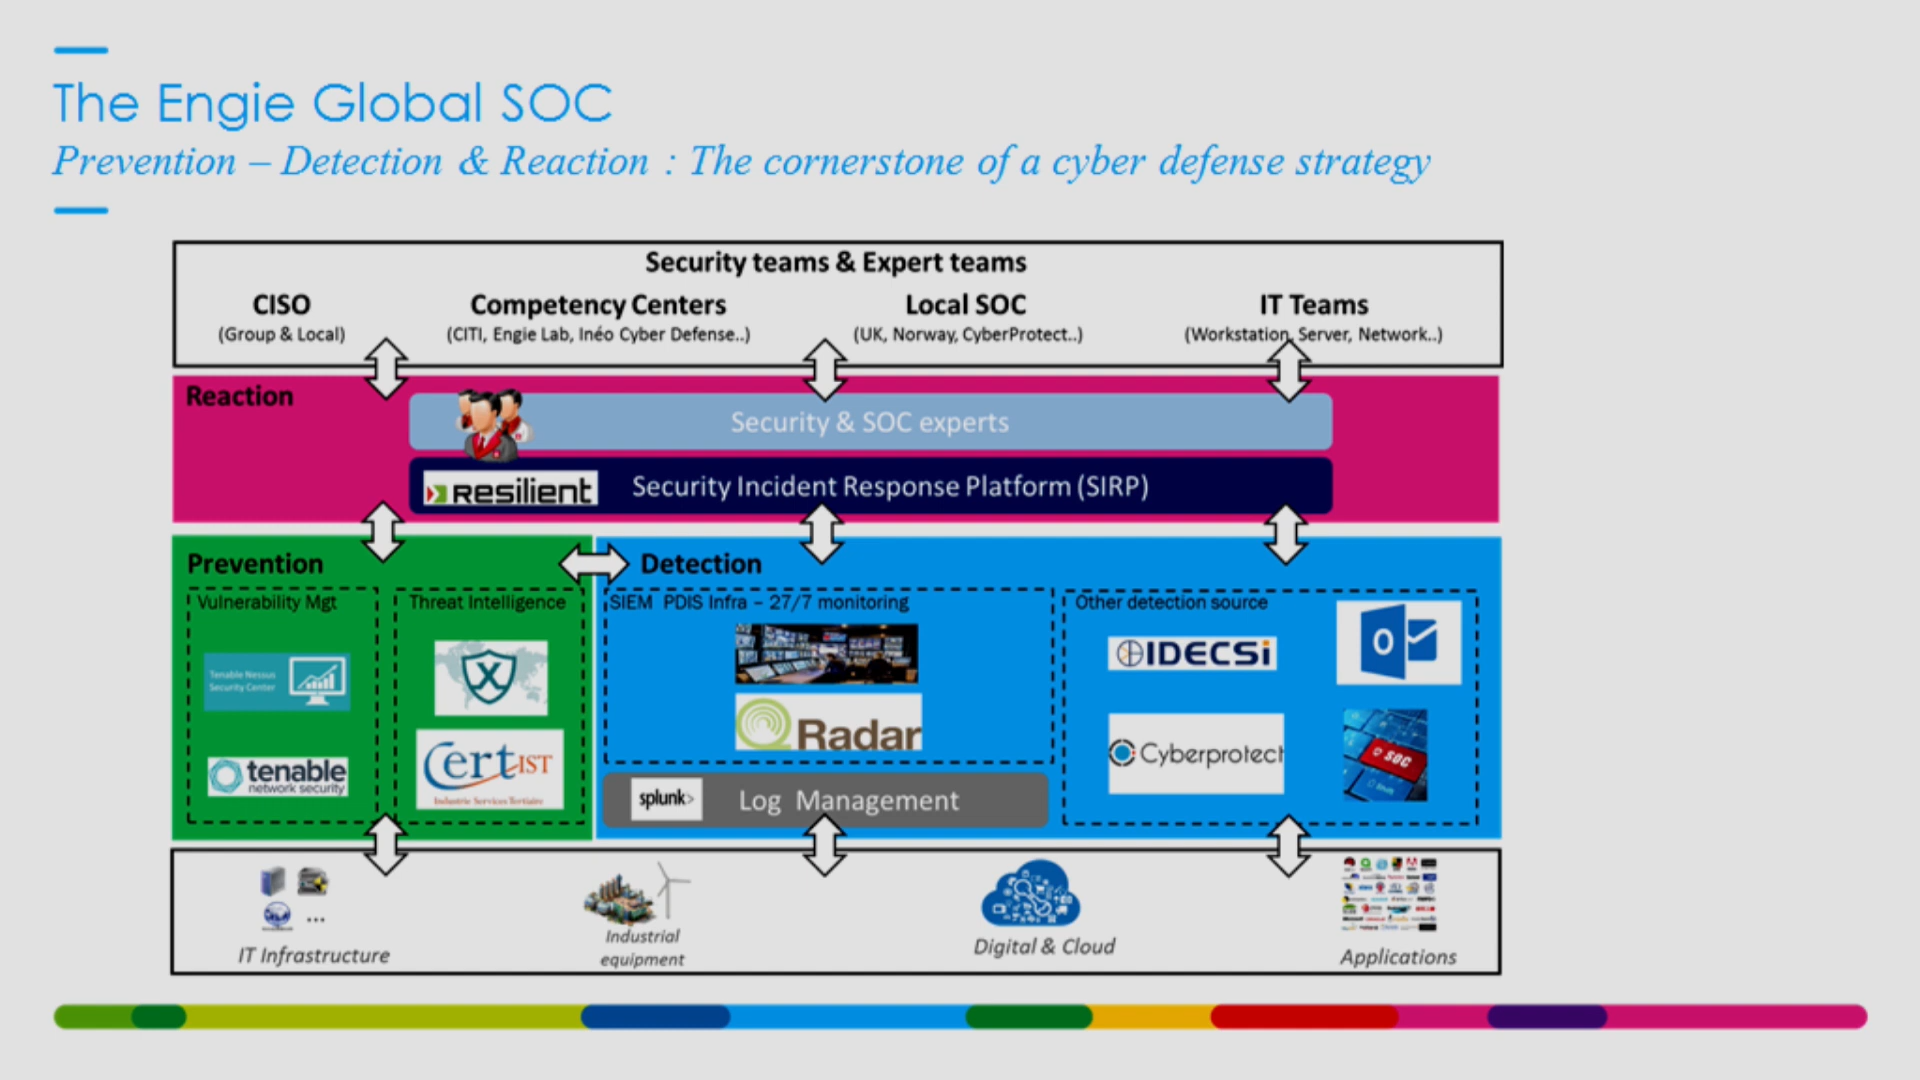 The Engie Global SOC
Prevention – Detection & Reaction : The cornerstone of a cyber defense strategy
Security teams & Expert teams
CISO
(Group & Local)
Competency Centers
(CITI, Engie Lab, Inéo Cyber Defense..)
Local SOC
(UK, Norway, CyberProtect..)
IT Teams
(Workstation, Server, Network..)
Reaction
Security & SOC experts
Resilient
Security Incident Response Platform (SIRP)
Prevention
Vulnerability Mgt
Tenable Nessus
Security Center
tenable
network security
Threat Intelligence
X
Cert IST
Industrie Services Tertiaire
Detection
SIEM PDIS Infra – 27/7 monitoring
QRadar
splunk>
Log Management
Other detection source
IDECSI
O
Cyberprotect
SOC
IT Infrastructure
...
Industrial
equipment
Digital & Cloud
Applications